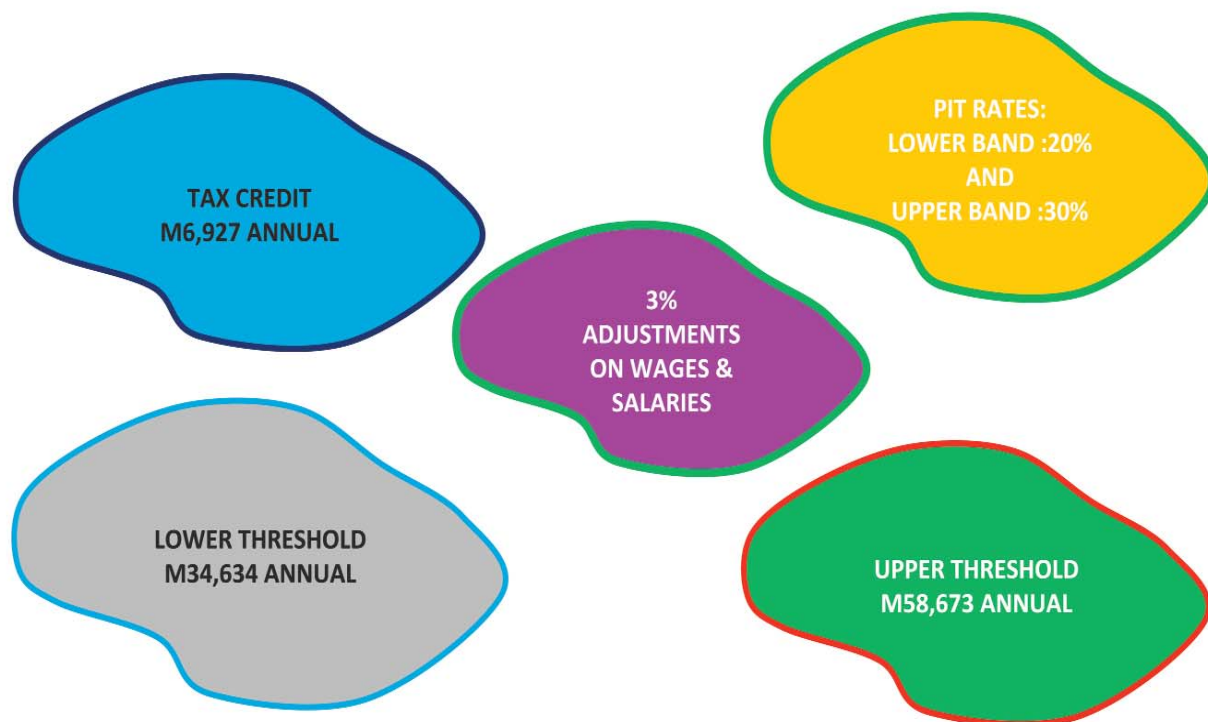 TAX CREDIT
M6,927 ANNUAL
PIT RATES:
LOWER BAND :20%
AND
UPPER BAND :30%
3%
ADJUSTMENTS
ON WAGES &
SALARIES
LOWER THRESHOLD
M34,634 ANNUAL
UPPER THRESHOLD
M58,673 ANNUAL